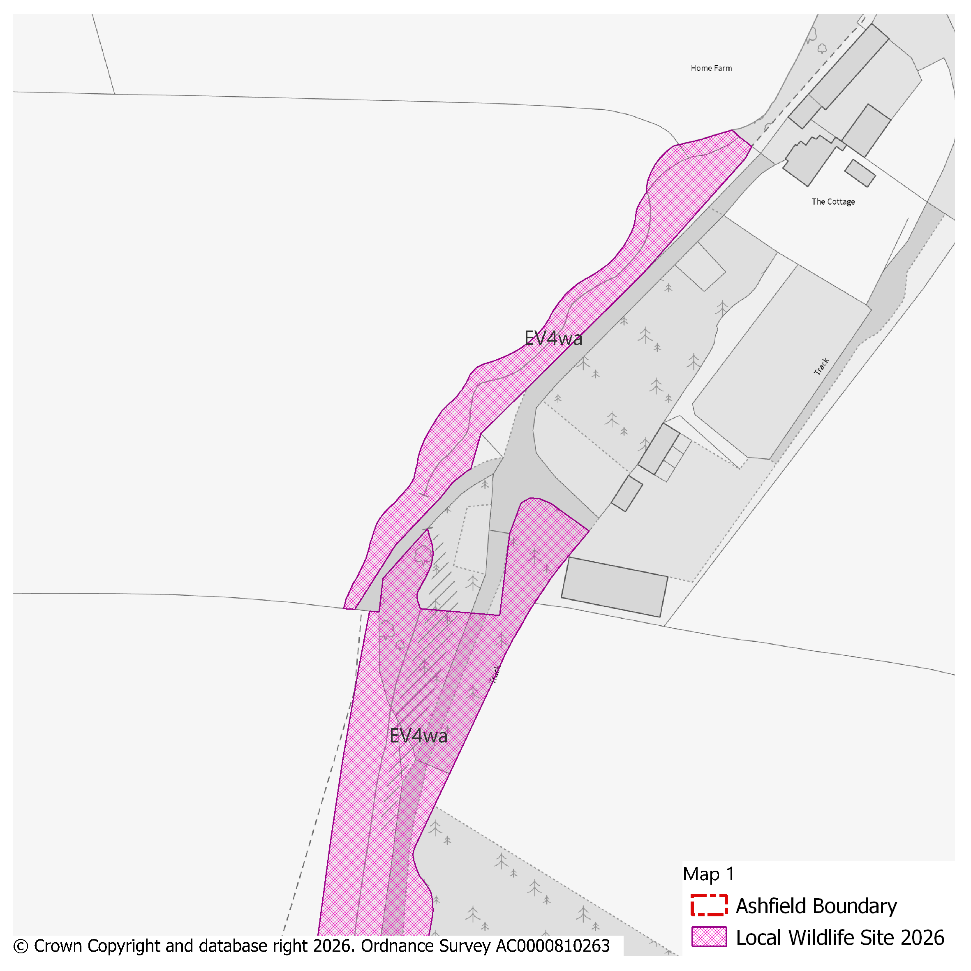 Home Farm
The Cottage
EV4wa
Track
Track
EV4wa
Map 1
Ashfield Boundary
Local Wildlife Site 2026
© Crown Copyright and database right 2026. Ordnance Survey AC0000810263